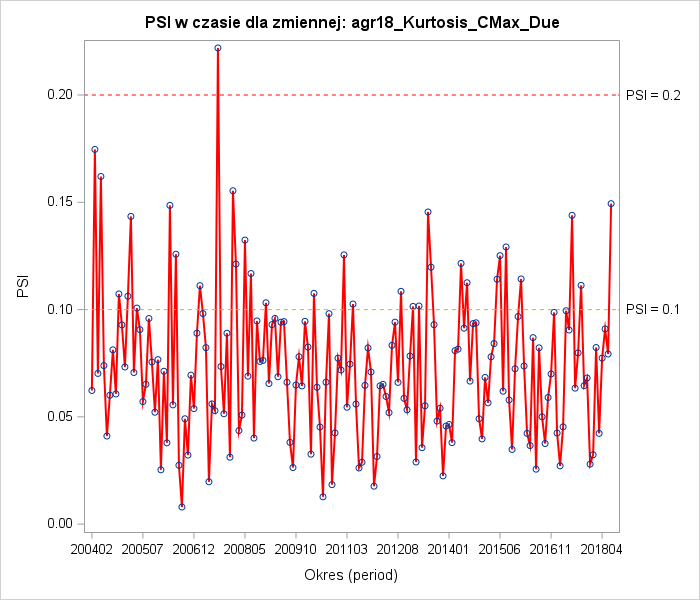 PSI w czasie dla zmiennej: agr18_Kurtosis_CMax_Due
PSI
0.20
0.15
0.10
0.05
0.00
PSI = 0.2
PSI = 0.1
200402 200507 200612 200805 200910 201103 201208 201401 201506 201611 201804
Okres (period)